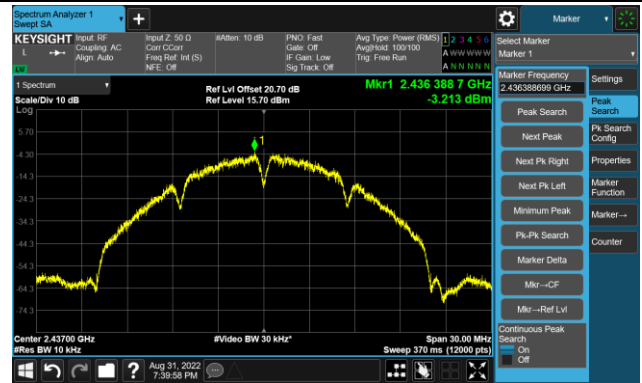 Spectrum Analyzer 1
Swept SA
+
Marker
KEYSIGHT
L
Input: RF
Coupling: AC
Align: Auto
Input Z: 50 Ω
Corr CCorr
Freq Ref: Int (S)
NFE: Off
#Atten: 10 dB
PNO: Fast
Gate: Off
IF Gain: Low
Sig Track: Off
Avg Type: Power (RMS)
Avg|Hold: 100/100
Trig: Free Run
1 2 3 4 5 6
A W W W W W
A N N N N N
Select Marker
Marker 1
1 Spectrum
Scale/Div 10 dB
Log
Ref Lvl Offset 20.70 dB
Ref Level 15.70 dBm
Mkr1 2.436 388 7 GHz
-3.213 dBm
1
5.70
-4.30
-14.3
-24.3
-34.3
-44.3
-54.3
-64.3
-74.3
Center 2.43700 GHz
#Res BW 10 kHz
#Video BW 30 kHz*
Span 30.00 MHz
Sweep 370 ms (12000 pts)
Marker Frequency
2.436388699 GHz
Peak Search
Next Peak
Next Pk Right
Next Pk Left
Minimum Peak
Pk-Pk Search
Marker Delta
Mkr→CF
Mkr→Ref Lvl
Continuous Peak
Search
On
Off
Settings
Peak
Search
Pk Search
Config
Properties
Marker
Function
Marker→
Counter
?
Aug 31, 2022
7:39:58 PM